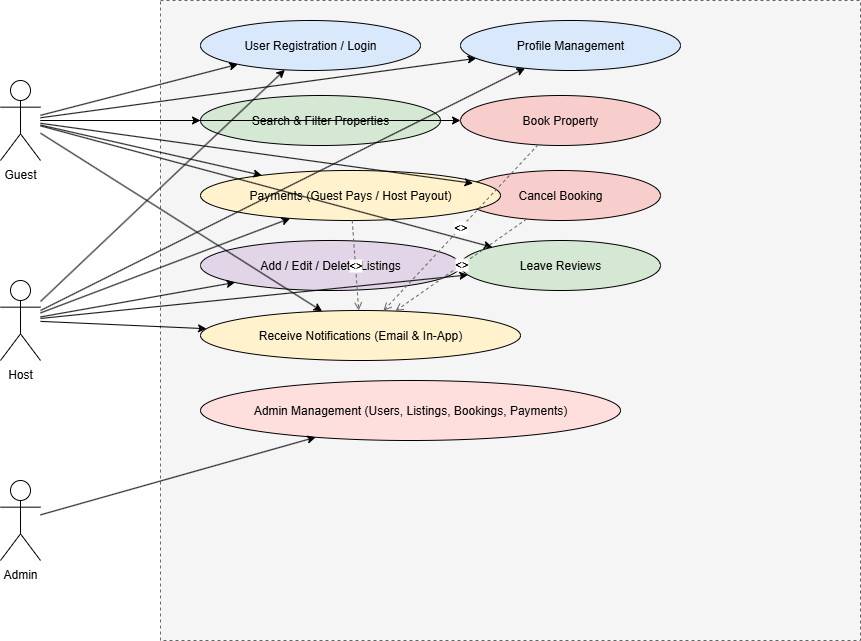 User Registration / Login
Profile Management
Search & Filter Properties
Book Property
Guest
Payments (Guest Pays / Host Payout)
Cancel Booking
<>
Add / Edit / Delete Listings
<>
<>
Leave Reviews
Receive Notifications (Email & In-App)
Host
Admin Management (Users, Listings, Bookings, Payments)
Admin